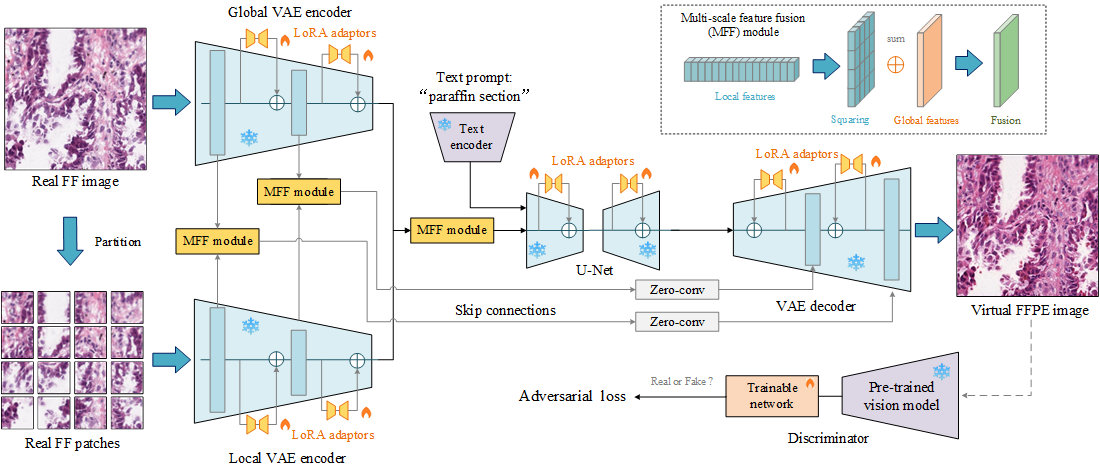 Global VAE encoder
LoRA adaptors
Real FF image
Partition
Real FF patches
MFF module
MFF module
LoRA adaptors
Local VAE encoder
Text prompt:
“paraffin section”
Text
encoder
MFF module
LoRA adaptors
U-Net
Skip connections
Zero-conv
Zero-conv
LoRA adaptors
VAE decoder
Multi-scale feature fusion
(MFF) module
Local features
Squaring
sum
Global features
Fusion
Virtual FFPE image
Adversarial loss
Real or Fake ?
Trainable
network
Pre-trained
vision model
Discriminator